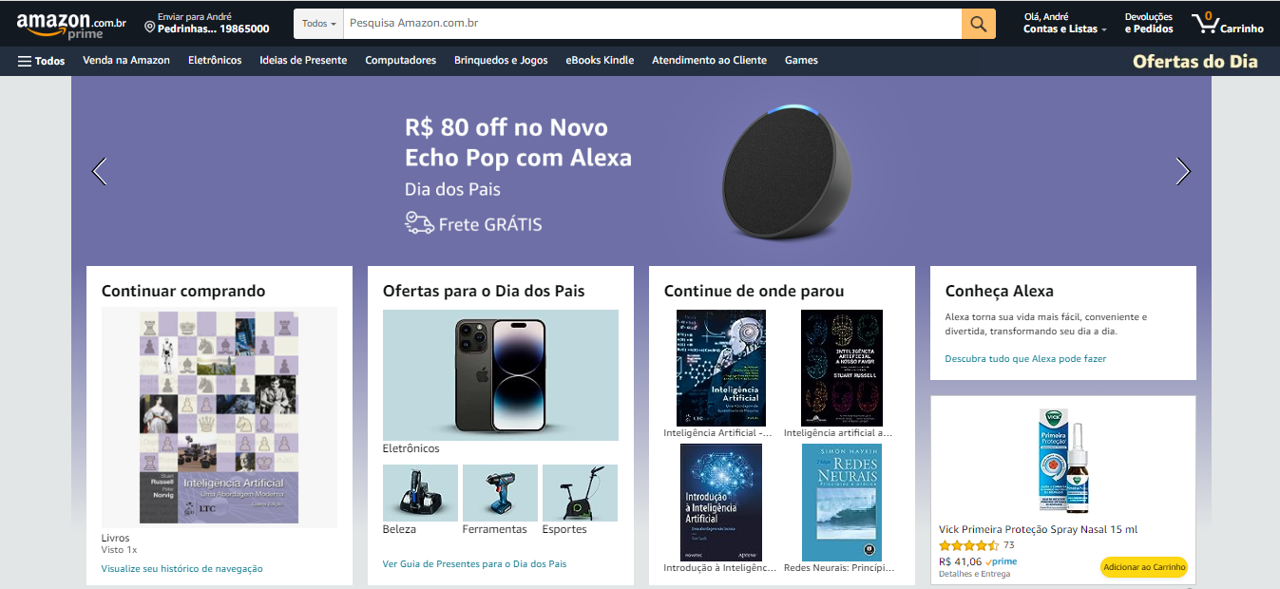 amazon.com.br
prime
Enviar para André
Pedrinhas... 19865000
Todos
Pesquisa Amazon.com.br
Olá, André
Contas e Listas
Devoluções
e Pedidos
0
Carrinho
Todos
Venda na Amazon
Eletrônicos
Ideias de Presente
Computadores
Brinquedos e Jogos
eBooks Kindle
Atendimento ao Cliente
Games
Ofertas do Dia
R$ 80 off no Novo
Echo Pop com Alexa
Dia dos Pais
Frete GRÁTIS
Continuar comprando
Stuart
Russell
Peter
Norvig
Inteligência Artificial
Uma Abordagem Moderna
LTC
Livros
Visto 1x
Visualize seu histórico de navegação
Ofertas para o Dia dos Pais
Eletrônicos
Beleza
Ferramentas
Esportes
Ver Guia de Presentes para o Dia dos Pais
Continue de onde parou
Inteligência
Artificial
LTC
Inteligência Artificial -...
INTELIGÊNCIA
ARTIFICIAL
A NOSSO FAVOR
STUART RUSSELL
Inteligência artificial a...
Introdução
à Inteligência
Artificial
novatec
Introdução à Inteligênc...
SIMON HAYKIN
REDES
NEURAIS
Redes Neurais: Princípi...
Conheça Alexa
Alexa torna sua vida mais fácil, conveniente e
divertida, transformando seu dia a dia.
Descubra tudo que Alexa pode fazer
VICK
Primeira
Proteção
Vick Primeira Proteção Spray Nasal 15 ml
73
R$ 41,06 prime
Detalhes e Entrega
Adicionar ao Carrinho